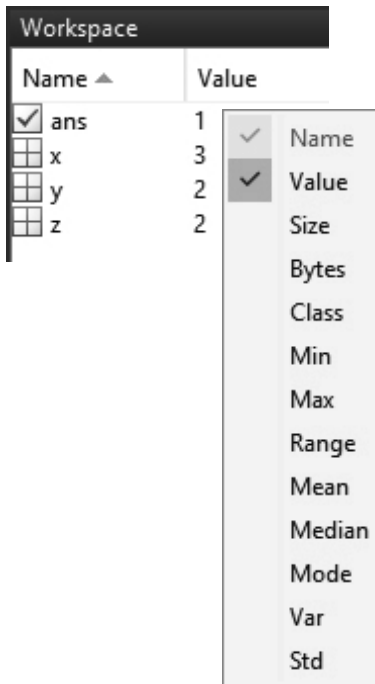 Workspace
Name Value
ans 1
x 3
y 2
z 2
Name
Value
Size
Bytes
Class
Min
Max
Range
Mean
Median
Mode
Var
Std